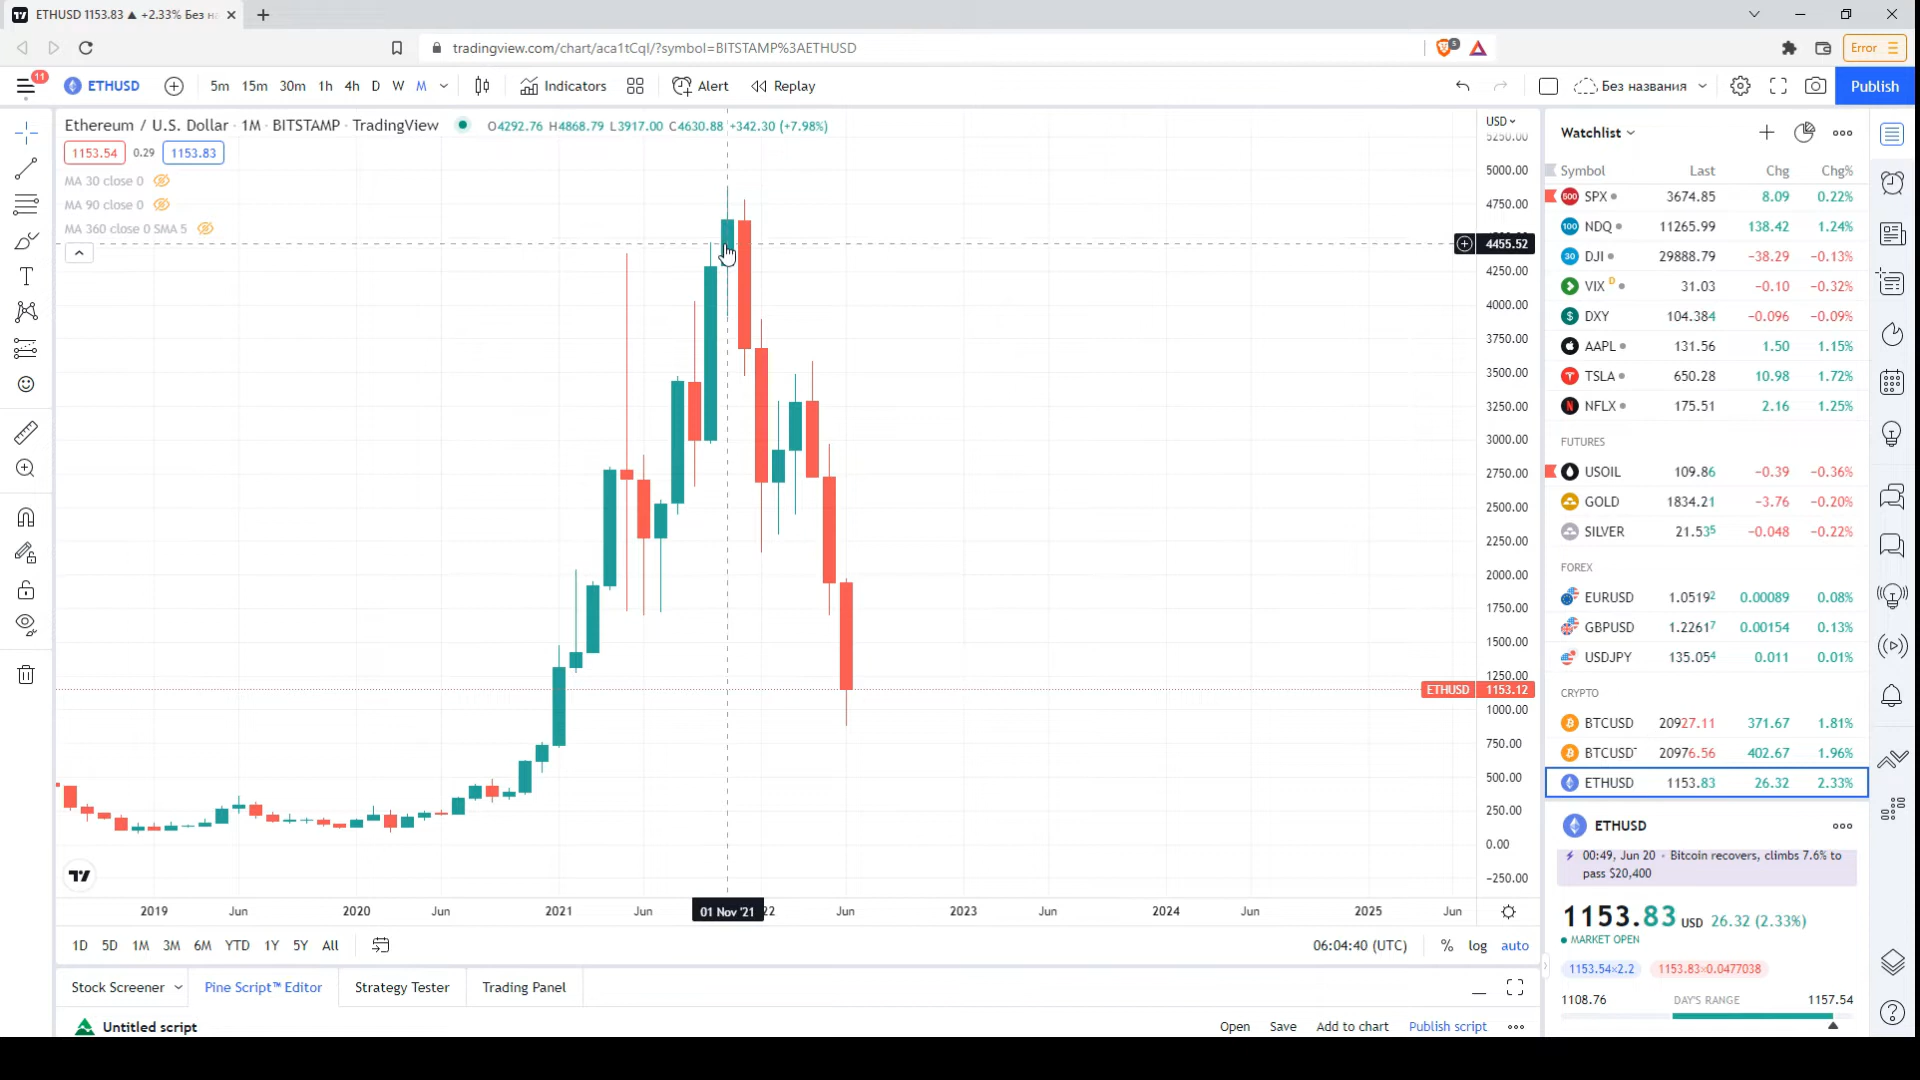 ETHUSD 1153.83 ▲ +2.33% Без н
tradingview.com/chart/aca1tCql/?symbol=BITSTAMP%3AETHUSD
5
Error
11
ETHUSD
5m 15m 30m 1h 4h D W M
Indicators
Alert
Replay
Без названия
Publish
Ethereum / U.S. Dollar · 1M · BITSTAMP · TradingView
O4292.76 H4868.79 L3917.00 C4630.88 +342.30 (+7.98%)
1153.54 0.29 1153.83
MA 30 close 0
MA 90 close 0
MA 360 close 0 SMA 5
USD
5250.00
5000.00
4750.00
4455.52
4250.00
4000.00
3750.00
3500.00
3250.00
3000.00
2750.00
2500.00
2250.00
2000.00
1750.00
1500.00
1250.00
ETHUSD 1153.12
1000.00
750.00
500.00
250.00
0.00
−250.00
2019 Jun 2020 Jun 2021 Jun 01 Nov '21 22 Jun 2023 Jun 2024 Jun 2025 Jun
1D 5D 1M 3M 6M YTD 1Y 5Y All
06:04:40 (UTC) % log auto
Stock Screener
Pine Script™ Editor
Strategy Tester
Trading Panel
Untitled script
Open Save Add to chart Publish script
Watchlist
Symbol Last Chg Chg%
500 SPX 3674.85 8.09 0.22%
100 NDQ 11265.99 138.42 1.24%
30 DJI 29888.79 −38.29 −0.13%
VIX D 31.03 −0.10 −0.32%
DXY 104.384 −0.096 −0.09%
AAPL 131.56 1.50 1.15%
TSLA 650.28 10.98 1.72%
NFLX 175.51 2.16 1.25%
FUTURES
USOIL 109.86 −0.39 −0.36%
GOLD 1834.21 −3.76 −0.20%
SILVER 21.535 −0.048 −0.22%
FOREX
EURUSD 1.05192 0.00089 0.08%
GBPUSD 1.22617 0.00154 0.13%
USDJPY 135.054 0.011 0.01%
CRYPTO
BTCUSD 20927.11 371.67 1.81%
BTCUSD 20976.56 402.67 1.96%
ETHUSD 1153.83 26.32 2.33%
ETHUSD
00:49, Jun 20 · Bitcoin recovers, climbs 7.6% to
pass $20,400
1153.83 USD 26.32 (2.33%)
MARKET OPEN
1153.54×2.2 1153.83×0.0477038
1108.76 DAY'S RANGE 1157.54